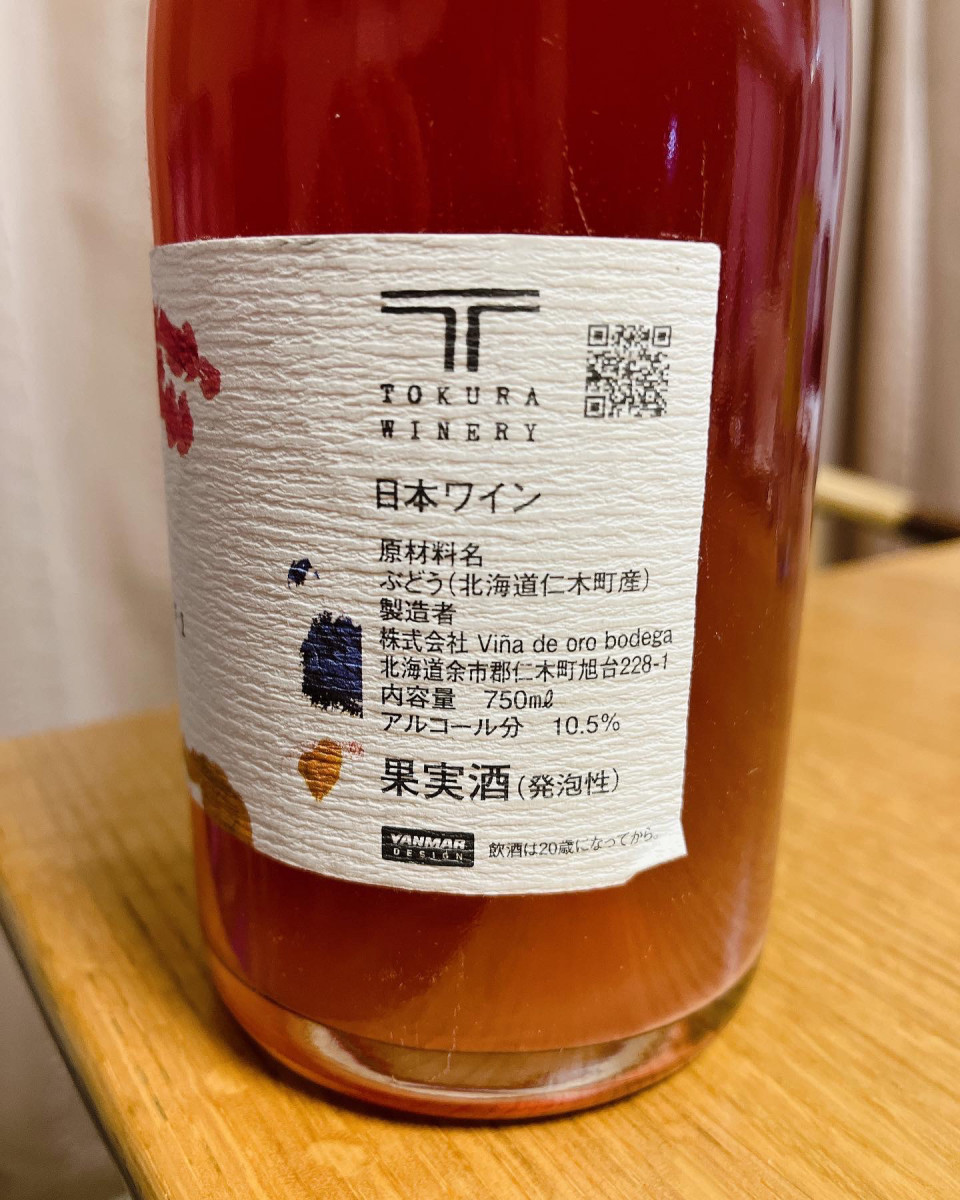 TOKURA
WINERY
日本ワイン
原材料名
ぶどう(北海道仁木町産)
製造者
株式会社 Viña de oro bodega
北海道余市郡仁木町旭台228-1
内容量 750㎖
アルコール分 10.5%
果実酒(発泡性)
YANMAR
DESIGN
飲酒は20歳になってから。